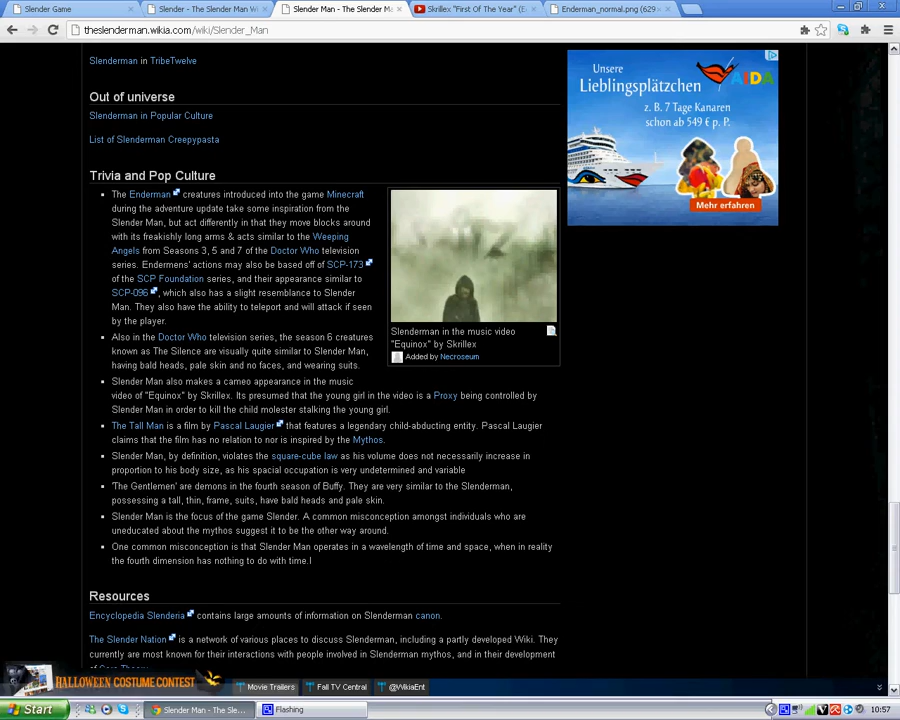 Slender Game
Slender - The Slender Man W
Slender Man - The Slender M
Skrillex "First Of The Year" (E
Enderman_normal.png (629 ×
theslenderman.wikia.com/wiki/Slender_Man
Slenderman in TribeTwelve
Out of universe
Slenderman in Popular Culture
List of Slenderman Creepypasta
Trivia and Pop Culture
The Enderman creatures introduced into the game Minecraft
during the adventure update take some inspiration from the
Slender Man, but act differently in that they move blocks around
with its freakishly long arms & acts similar to the Weeping
Angels from Seasons 3, 5 and 7 of the Doctor Who television
series. Endermens' actions may also be based off of SCP-173
of the SCP Foundation series, and their appearance similar to
SCP-096, which also has a slight resemblance to Slender
Man. They also have the ability to teleport and will attack if seen
by the player.
Also in the Doctor Who television series, the season 6 creatures
known as The Silence are visually quite similar to Slender Man,
having bald heads, pale skin and no faces, and wearing suits.
Slender Man also makes a cameo appearance in the music
video of "Equinox" by Skrillex. Its presumed that the young girl in the video is a Proxy being controlled by
Slender Man in order to kill the child molester stalking the young girl.
The Tall Man is a film by Pascal Laugier that features a legendary child-abducting entity. Pascal Laugier
claims that the film has no relation to nor is inspired by the Mythos.
Slender Man, by definition, violates the square-cube law as his volume does not necessarily increase in
proportion to his body size, as his spacial occupation is very undetermined and variable
'The Gentlemen' are demons in the fourth season of Buffy. They are very similar to the Slenderman,
possessing a tall, thin, frame, suits, have bald heads and pale skin.
Slender Man is the focus of the game Slender. A common misconception amongst individuals who are
uneducated about the mythos suggest it to be the other way around.
One common misconception is that Slender Man operates in a wavelength of time and space, when in reality
the fourth dimension has nothing to do with time.l
Slenderman in the music video
"Equinox" by Skrillex
Added by Necroseum
Unsere
Lieblingsplätzchen
AIDA
z. B. 7 Tage Kanaren
schon ab 549 € p. P.
Mehr erfahren
Resources
Encyclopedia Slenderia contains large amounts of information on Slenderman canon.
The Slender Nation is a network of various places to discuss Slenderman, including a partly developed Wiki. They
currently are most known for their interactions with people involved in Slenderman mythos, and in their development
of Core Theory.
HALLOWEEN COSTUME CONTEST
Movie Trailers
Fall TV Central
@WikiaEnt
Start
Slender Man - The Sle...
Flashing
10:57